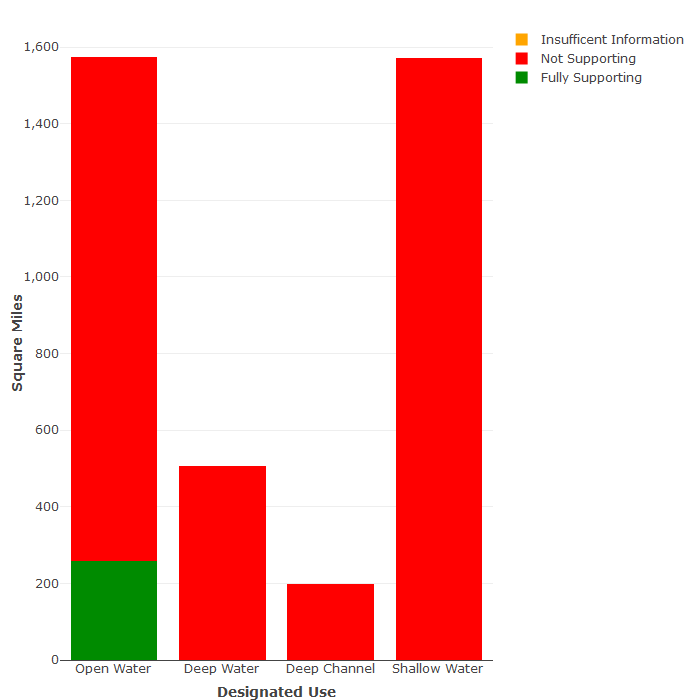 1,600
1,400
1,200
1,000
800
600
400
200
0
Square Miles
Open Water
Deep Water
Deep Channel
Shallow Water
Designated Use
Insufficent Information
Not Supporting
Fully Supporting